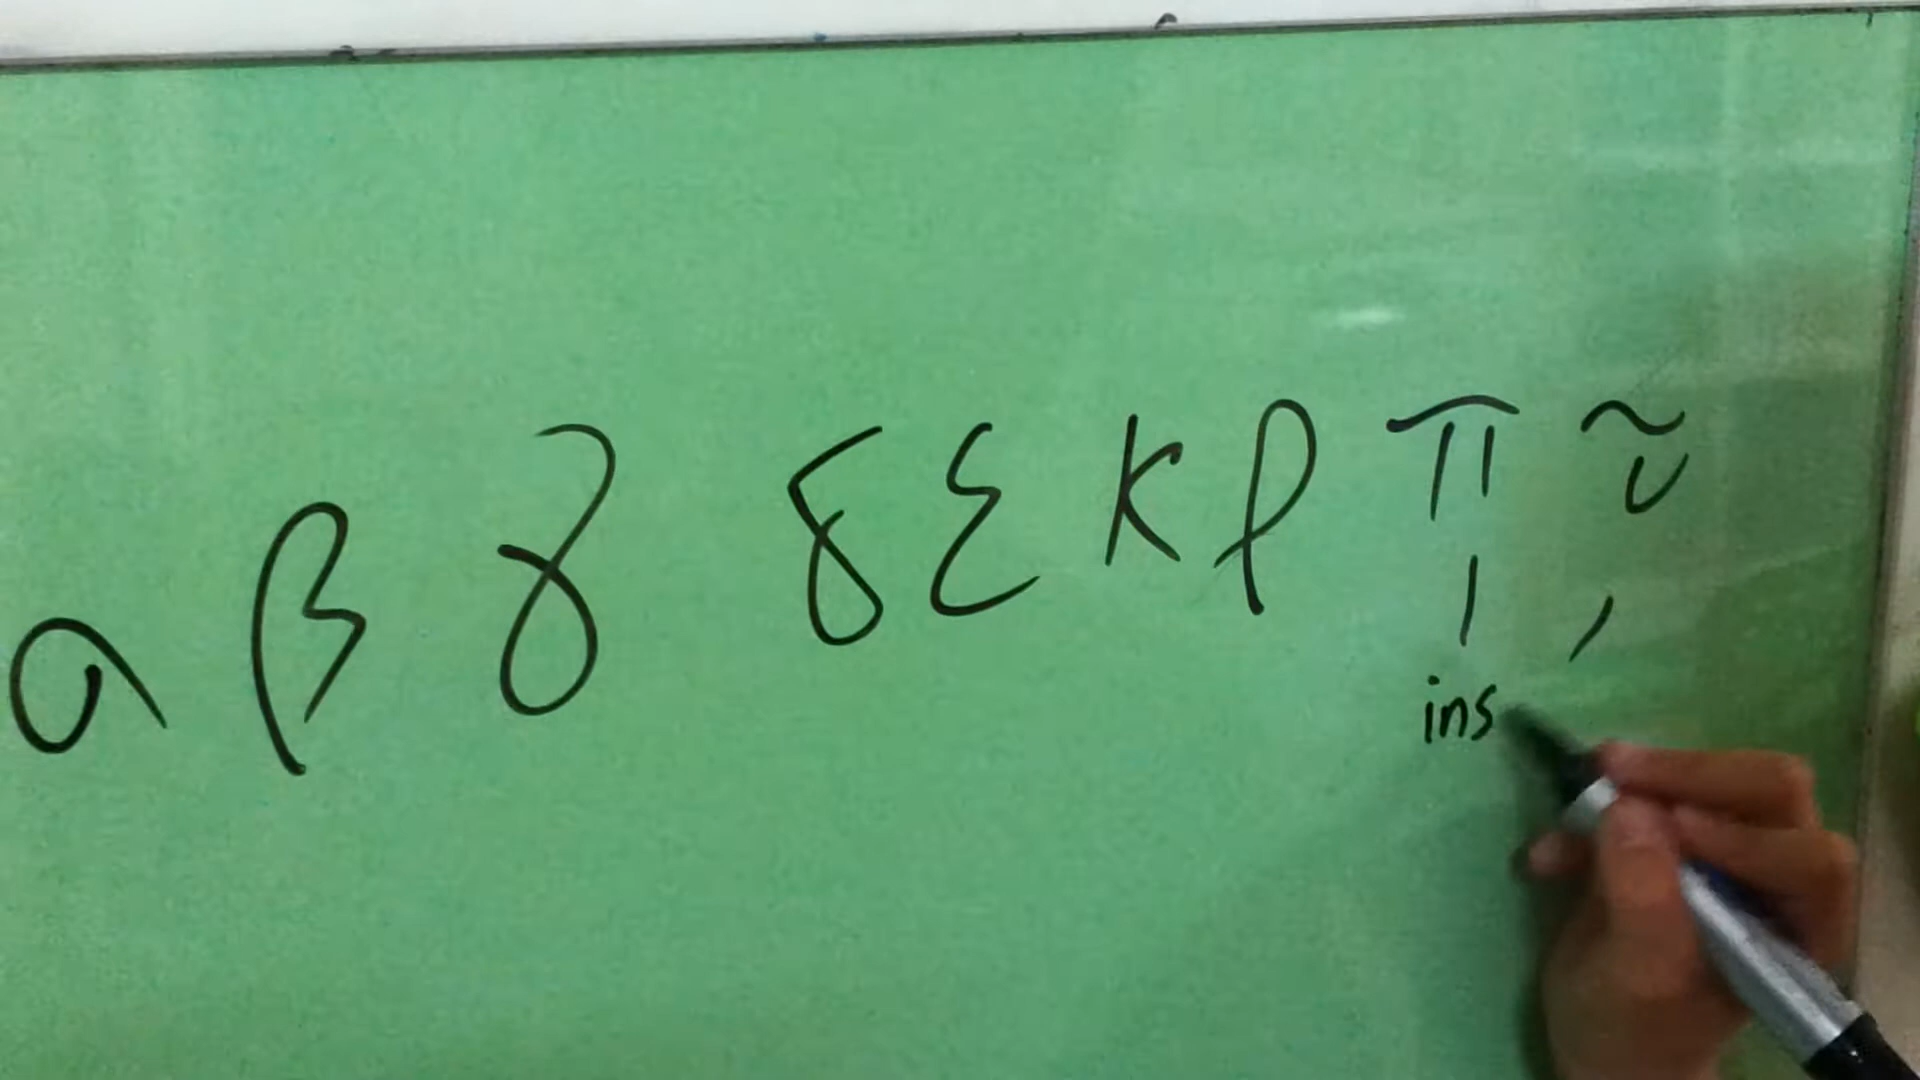 α β γ δ ε κ ρ π
ins